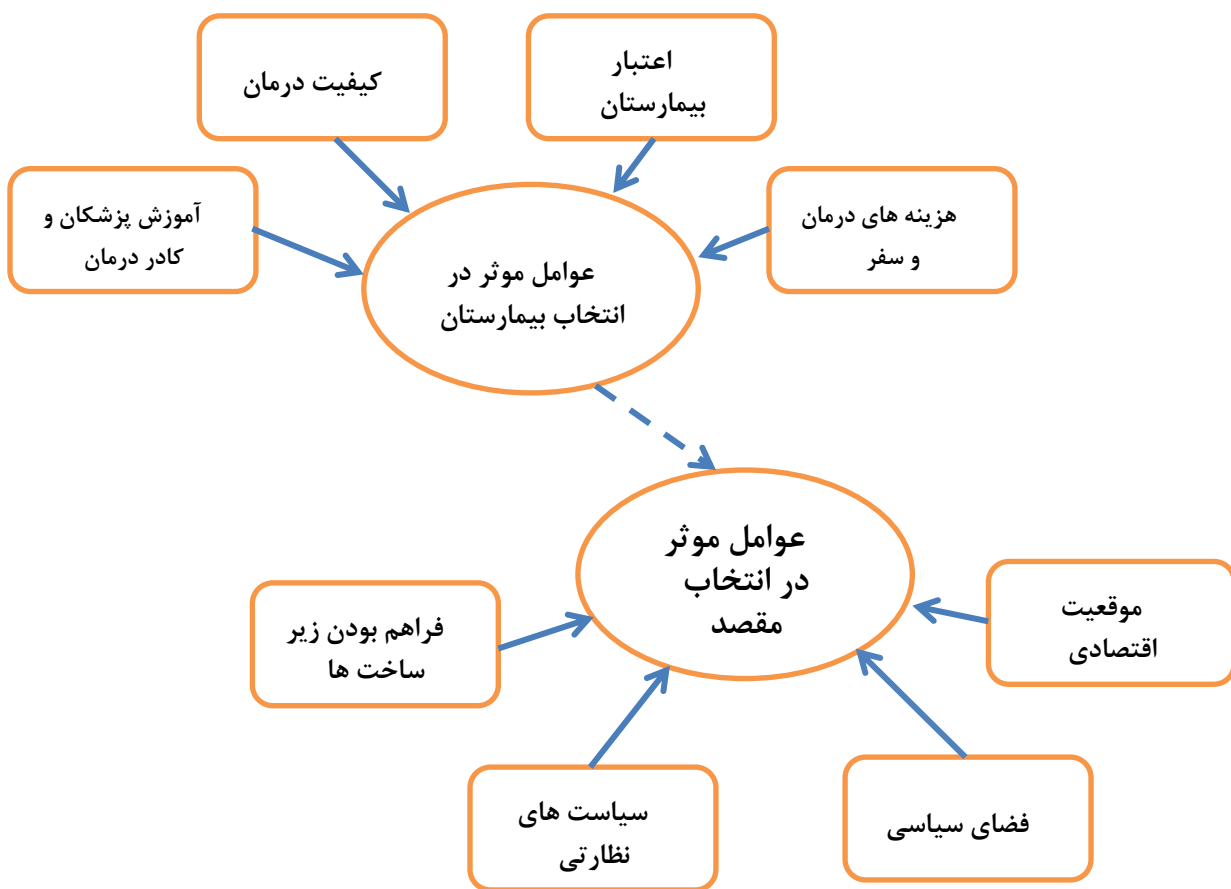 کیفیت درمان
اعتبار
بیمارستان
آموزش پزشکان و
کادر درمان
هزینه های درمان
و سفر
عوامل موثر در
انتخاب بیمارستان
عوامل موثر
در انتخاب
مقصد
فراهم بودن زیر
ساخت ها
موقعیت
اقتصادی
سیاست های
نظارتی
فضای سیاسی